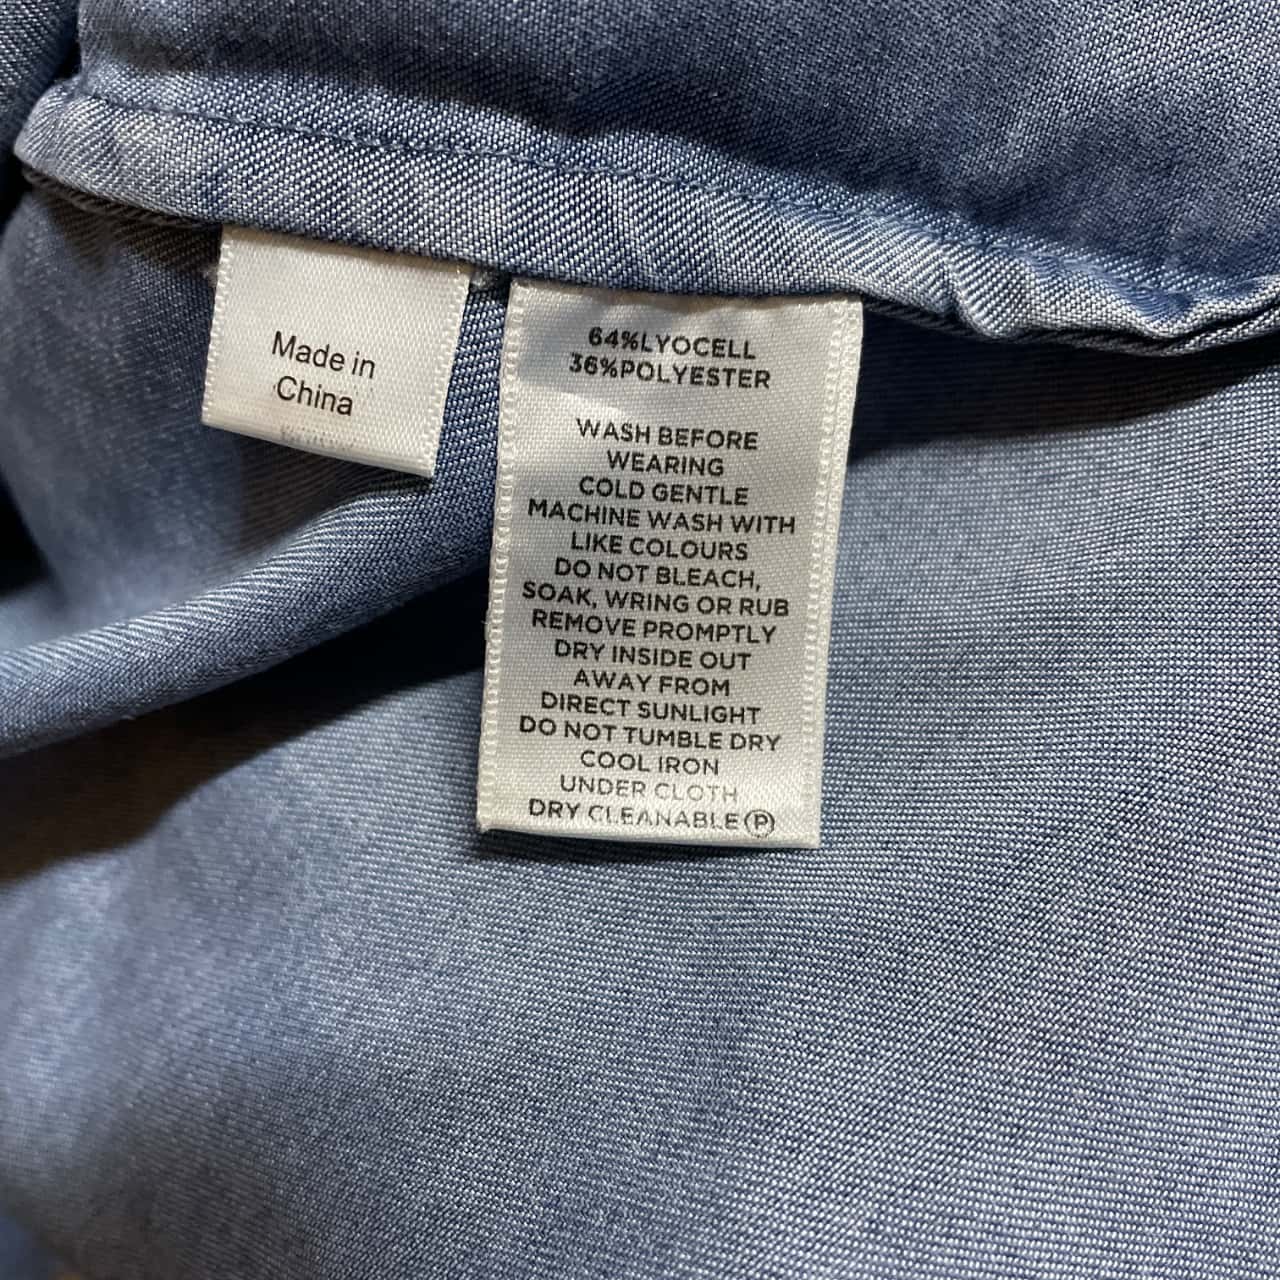 Made in
China
64%LYOCELL
36%POLYESTER
WASH BEFORE
WEARING
COLD GENTLE
MACHINE WASH WITH
LIKE COLOURS
DO NOT BLEACH,
SOAK, WRING OR RUB
REMOVE PROMPTLY
DRY INSIDE OUT
AWAY FROM
DIRECT SUNLIGHT
DO NOT TUMBLE DRY
COOL IRON
UNDER CLOTH
DRY CLEANABLE Ⓟ